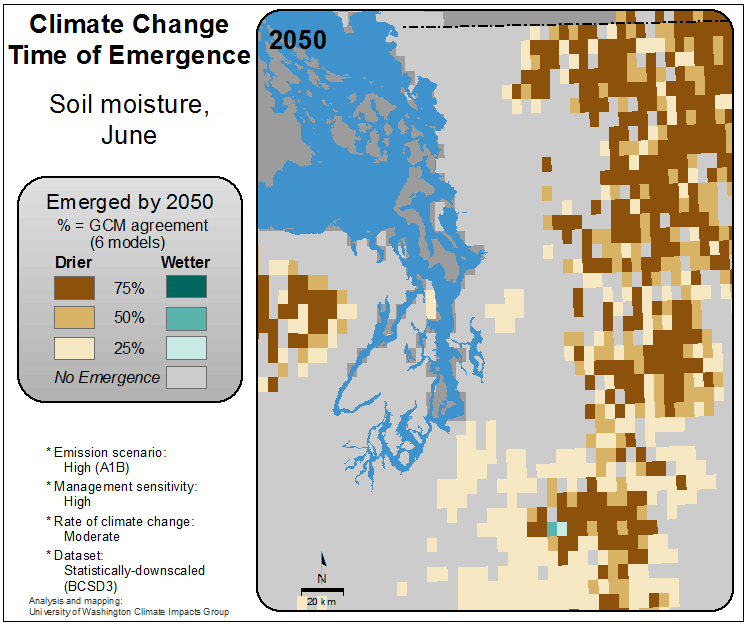 Climate Change
Time of Emergence
Soil moisture,
June
Emerged by 2050
% = GCM agreement
(6 models)
Drier Wetter
75%
50%
25%
No Emergence
* Emission scenario:
High (A1B)
* Management sensitivity:
High
* Rate of climate change:
Moderate
* Dataset:
Statistically-downscaled
(BCSD3)
Analysis and mapping:
University of Washington Climate Impacts Group
2050
N
20 km